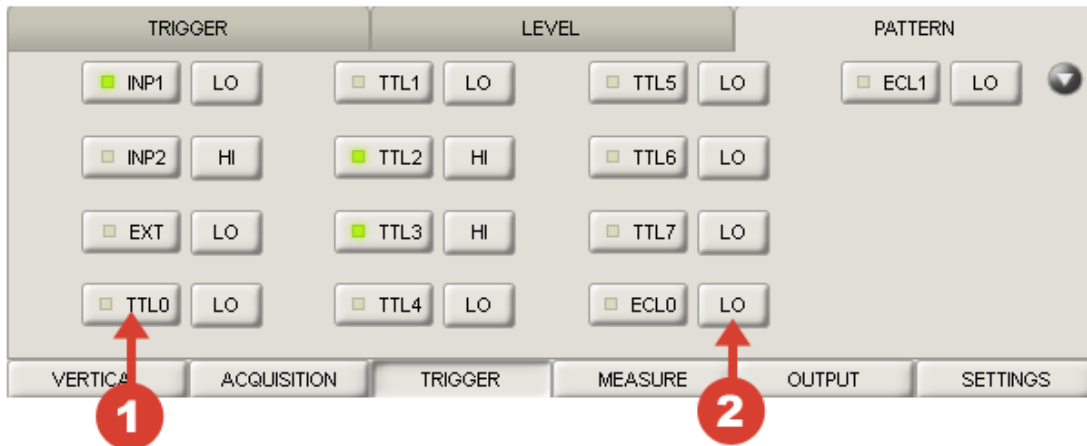 TRIGGER LEVEL PATTERN
INP1 LO TTL1 LO TTL5 LO ECL1 LO
INP2 HI TTL2 HI TTL6 LO
EXT LO TTL3 HI TTL7 LO
TTL0 LO TTL4 LO ECL0 LO
VERTICA ACQUISITION TRIGGER MEASURE OUTPUT SETTINGS
1 2